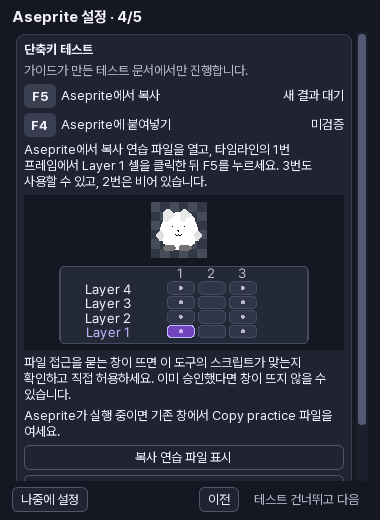 Aseprite 설정 · 4/5
단축키 테스트
가이드가 만든 테스트 문서에서만 진행합니다.
F5 Aseprite에서 복사 새 결과 대기
F4 Aseprite에 붙여넣기 미검증
Aseprite에서 복사 연습 파일을 열고, 타임라인의 1번
프레임에서 Layer 1 셀을 클릭한 뒤 F5를 누르세요. 3번도
사용할 수 있고, 2번은 비어 있습니다.
1 2 3
Layer 4
Layer 3
Layer 2
Layer 1
파일 접근을 묻는 창이 뜨면 이 도구의 스크립트가 맞는지
확인하고 직접 허용하세요. 이미 승인했다면 창이 뜨지 않을 수
있습니다.
Aseprite가 실행 중이면 기존 창에서 Copy practice 파일을
여세요.
복사 연습 파일 표시
나중에 설정 이전 테스트 건너뛰고 다음